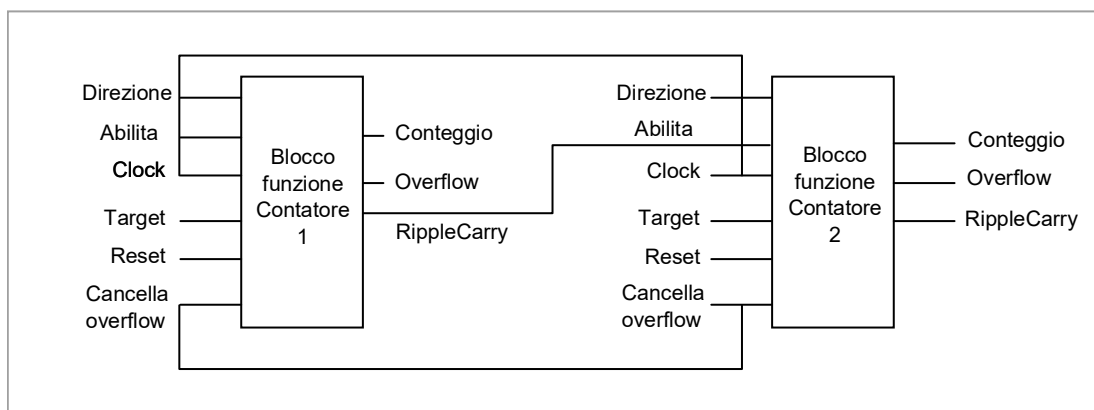 Direzione
Abilita
Clock
Target
Reset
Cancella
overflow
Blocco
funzione
Contatore
1
Conteggio
Overflow
RippleCarry
Direzione
Abilita
Clock
Target
Reset
Cancella
overflow
Blocco
funzione
Contatore
2
Conteggio
Overflow
RippleCarry